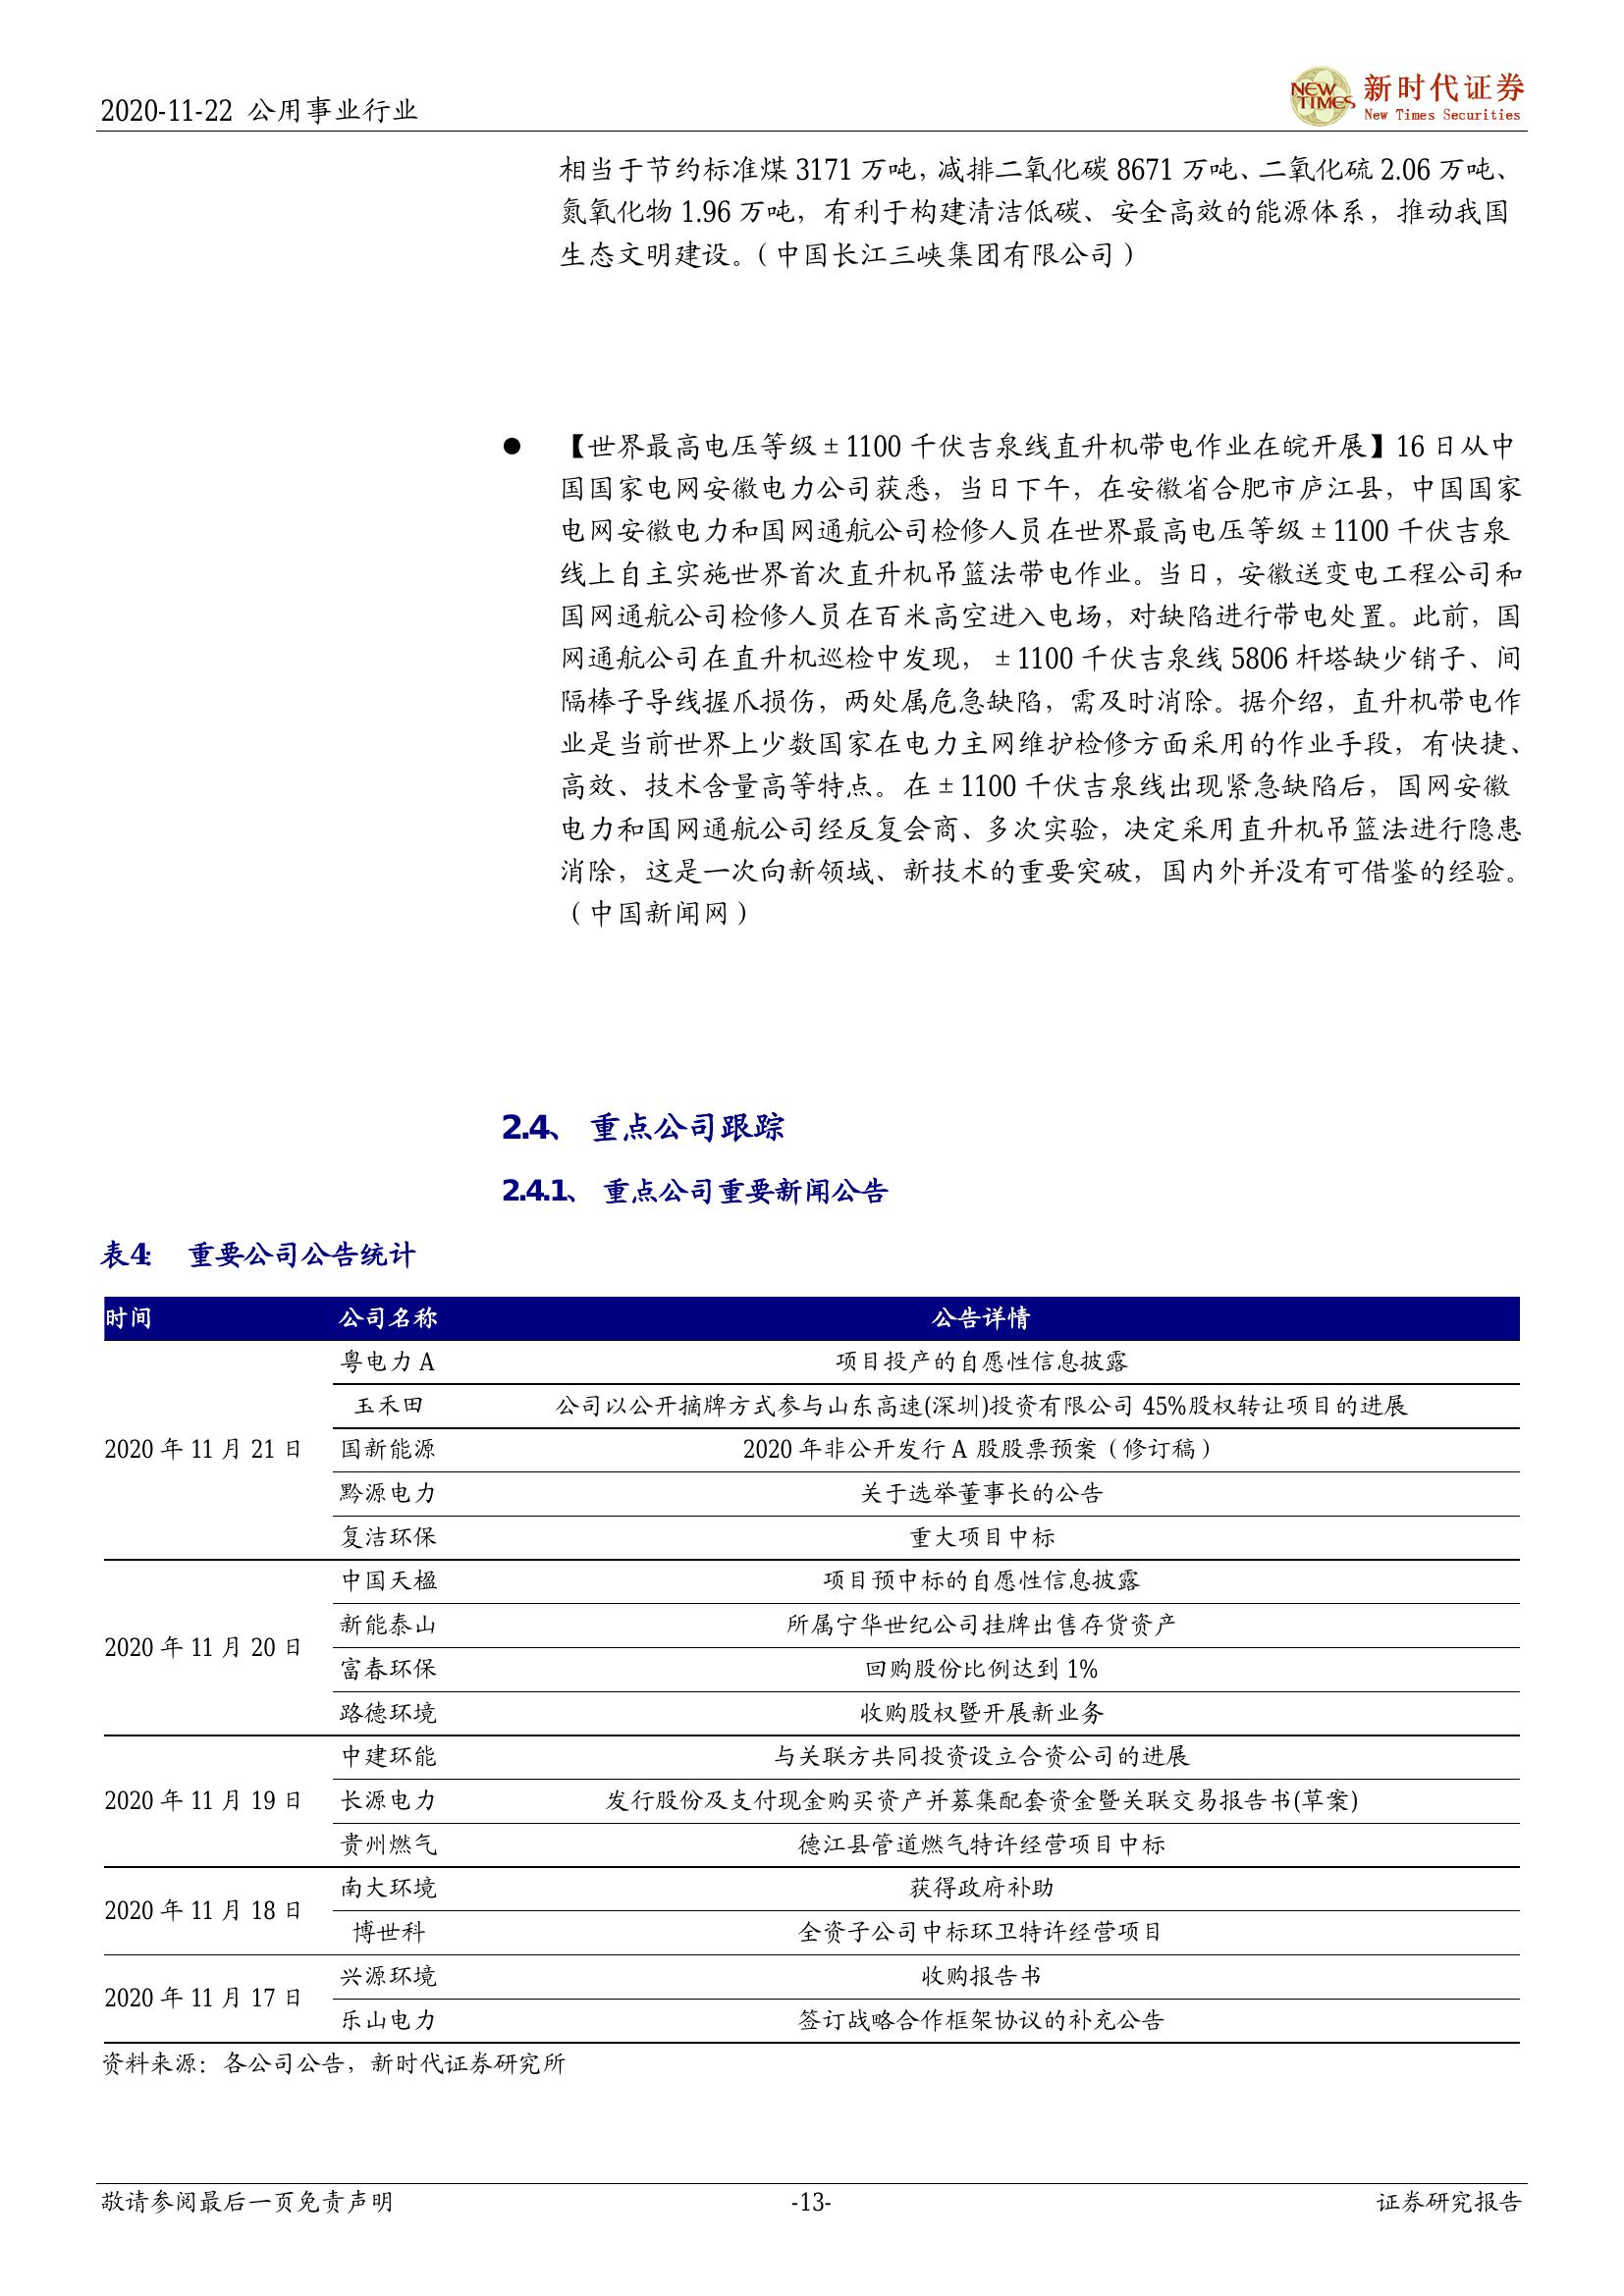 2020-11-22 公用事业行业
NEW TIMES 新时代证券
New Times Securities
相当于节约标准煤 3171 万吨，减排二氧化碳 8671 万吨、二氧化硫 2.06 万吨、
氮氧化物 1.96 万吨，有利于构建清洁低碳、安全高效的能源体系，推动我国
生态文明建设。（中国长江三峡集团有限公司）
● 【世界最高电压等级±1100 千伏吉泉线直升机带电作业在皖开展】16 日从中
国国家电网安徽电力公司获悉，当日下午，在安徽省合肥市庐江县，中国国家
电网安徽电力和国网通航公司检修人员在世界最高电压等级±1100 千伏吉泉
线上自主实施世界首次直升机吊篮法带电作业。当日，安徽送变电工程公司和
国网通航公司检修人员在百米高空进入电场，对缺陷进行带电处置。此前，国
网通航公司在直升机巡检中发现，±1100 千伏吉泉线 5806 杆塔缺少销子、间
隔棒子导线握爪损伤，两处属危急缺陷，需及时消除。据介绍，直升机带电作
业是当前世界上少数国家在电力主网维护检修方面采用的作业手段，有快捷、
高效、技术含量高等特点。在±1100 千伏吉泉线出现紧急缺陷后，国网安徽
电力和国网通航公司经反复会商、多次实验，决定采用直升机吊篮法进行隐患
消除，这是一次向新领域、新技术的重要突破，国内外并没有可借鉴的经验。
（中国新闻网）
2.4、 重点公司跟踪
2.4.1、 重点公司重要新闻公告
表4： 重要公司公告统计
时间 公司名称 公告详情
粤电力 A 项目投产的自愿性信息披露
玉禾田 公司以公开摘牌方式参与山东高速(深圳)投资有限公司 45%股权转让项目的进展
2020 年 11 月 21 日 国新能源 2020 年非公开发行 A 股股票预案（修订稿）
黔源电力 关于选举董事长的公告
复洁环保 重大项目中标
中国天楹 项目预中标的自愿性信息披露
新能泰山 所属宁华世纪公司挂牌出售存货资产
2020 年 11 月 20 日
富春环保 回购股份比例达到 1%
路德环境 收购股权暨开展新业务
中建环能 与关联方共同投资设立合资公司的进展
2020 年 11 月 19 日 长源电力 发行股份及支付现金购买资产并募集配套资金暨关联交易报告书(草案)
贵州燃气 德江县管道燃气特许经营项目中标
南大环境 获得政府补助
2020 年 11 月 18 日
博世科 全资子公司中标环卫特许经营项目
兴源环境 收购报告书
2020 年 11 月 17 日
乐山电力 签订战略合作框架协议的补充公告
资料来源：各公司公告，新时代证券研究所
敬请参阅最后一页免责声明 -13- 证券研究报告